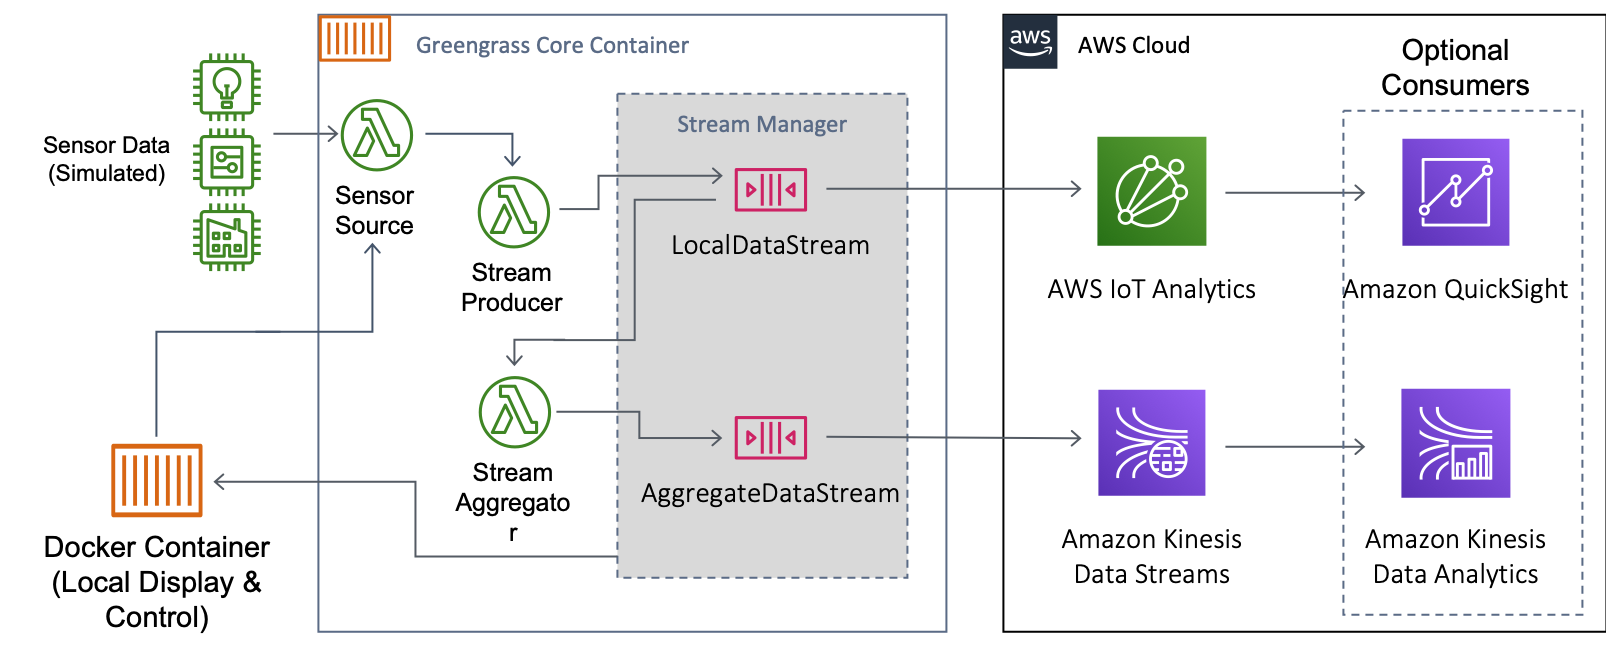 Greengrass Core Container
aws
AWS Cloud
Optional
Consumers
Sensor Data
(Simulated)
Sensor
Source
Stream Manager
Stream
Producer
LocalDataStream
AWS IoT Analytics
Amazon QuickSight
Stream
Aggregato
r
AggregateDataStream
Docker Container
(Local Display &
Control)
Amazon Kinesis
Data Streams
Amazon Kinesis
Data Analytics